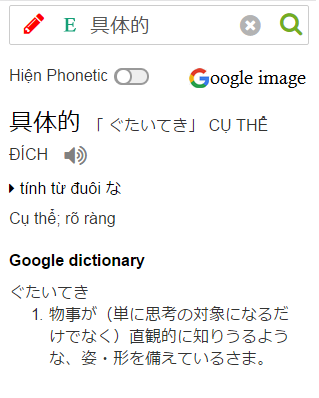 E 具体的
Hiện Phonetic Google image
具体的 「 ぐたいてき」 CỤ THỂ
ĐÍCH
tính từ đuôi な
Cụ thể; rõ ràng
Google dictionary
ぐたいてき
1. 物事が（単に思考の対象になるだ
けでなく）直観的に知りうるよう
な、姿・形を備えているさま。